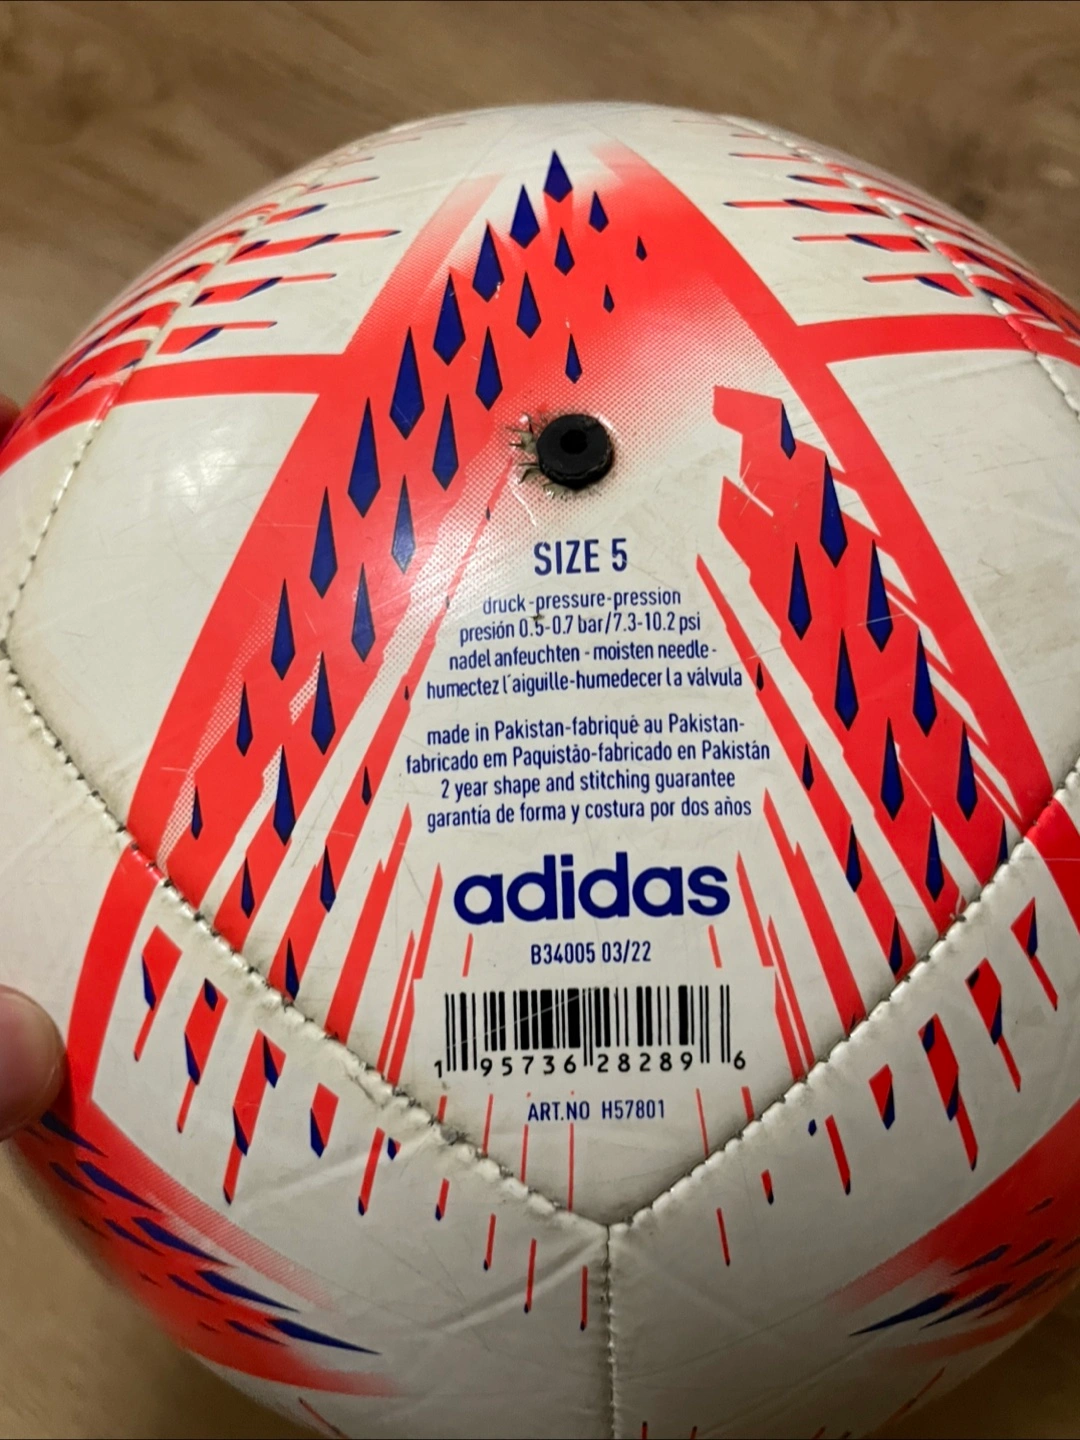 SIZE 5
druck-pressure-pression
presión 0.5-0.7 bar/7.3-10.2 psi
nadel anfeuchten - moisten needle-
humectez l´aiguille-humedecer la válvula
made in Pakistan-fabriqué au Pakistan-
fabricado em Paquistão-fabricado en Pakistán
2 year shape and stitching guarantee
garantía de forma y costura por dos años
adidas
B34005 03/22
1 95736 28289 6
ART.NO H57801